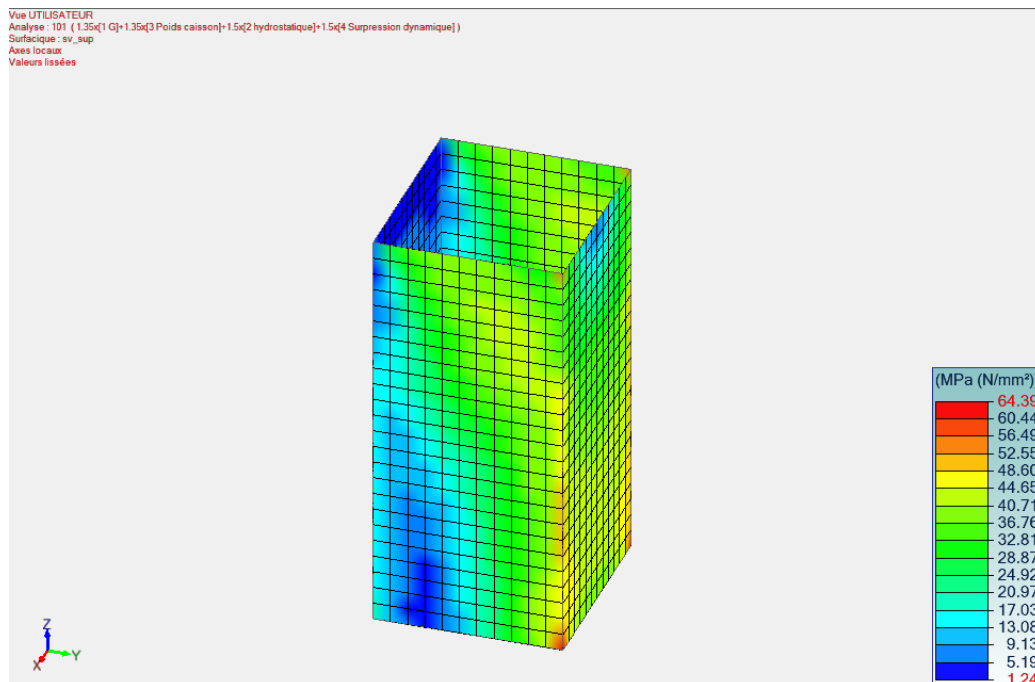 Vue UTILISATEUR
Analyse : 101 ( 1.35x[1 G]+1.35x[3 Poids caisson]+1.5x[2 hydrostatique]+1.5x[4 Surpression dynamique] )
Surfacique : sv_sup
Axes locaux
Valeurs lissées
(MPa (N/mm²)
64.39
60.44
56.49
52.55
48.60
44.65
40.71
36.76
32.81
28.87
24.92
20.97
17.03
13.08
9.13
5.19
1.24
Z
X
Y